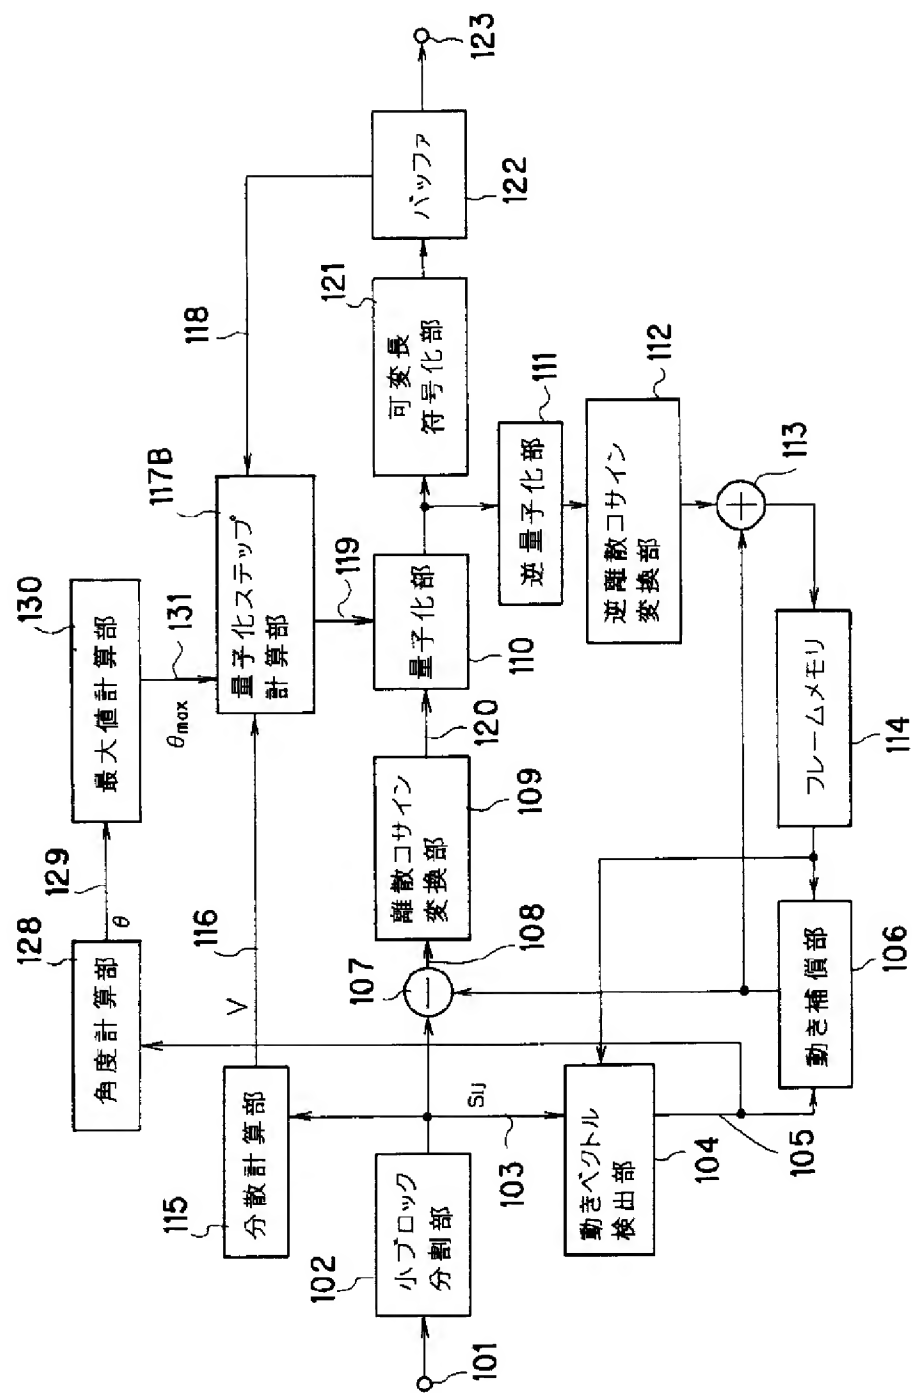 128
角度計算部
θ
129
130
最大値計算部
131
θmax
115
分散計算部
V
116
117B
量子化ステップ
計算部
118
119
101
102
小ブロック
分割部
SIJ
103
107
108
離散コサイン
変換部
109
120
量子化部
110
121
可変長
符号化部
バッファ
122
123
逆量子化部
111
逆離散コサイン
変換部
112
113
動きベクトル
検出部
104
105
動き補償部
106
フレームメモリ
114